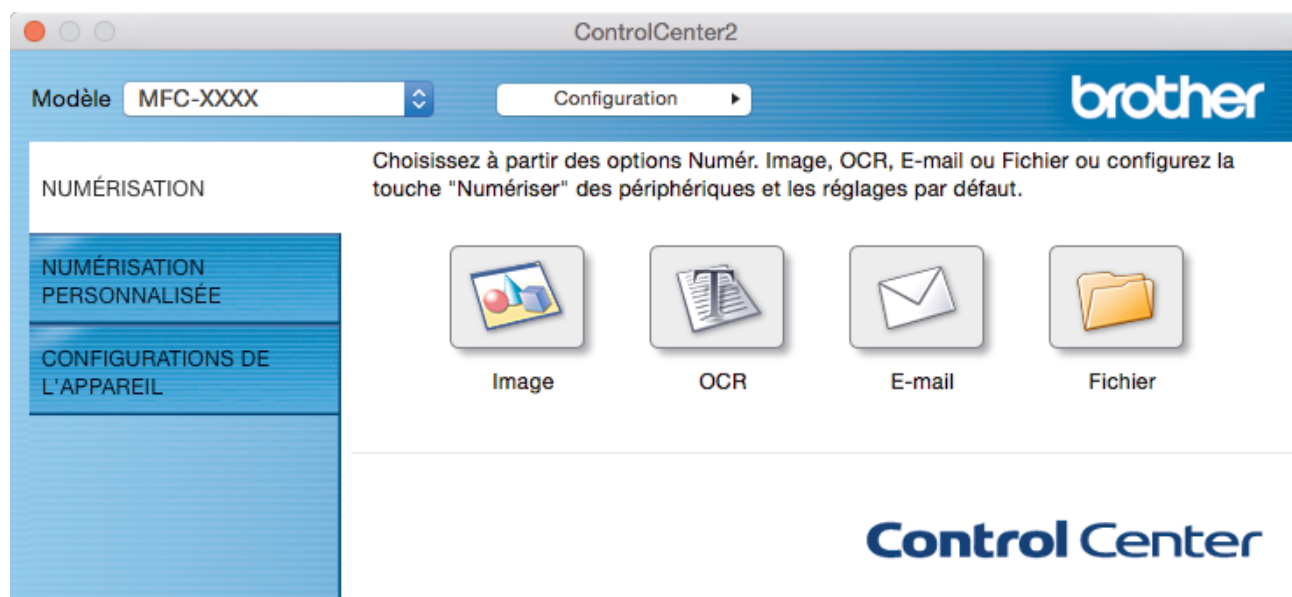 ControlCenter2
Modèle MFC-XXXX Configuration brother
NUMÉRISATION
Choisissez à partir des options Numér. Image, OCR, E-mail ou Fichier ou configurez la
touche "Numériser" des périphériques et les réglages par défaut.
NUMÉRISATION
PERSONNALISÉE
CONFIGURATIONS DE
L'APPAREIL
Image OCR E-mail Fichier
Control Center